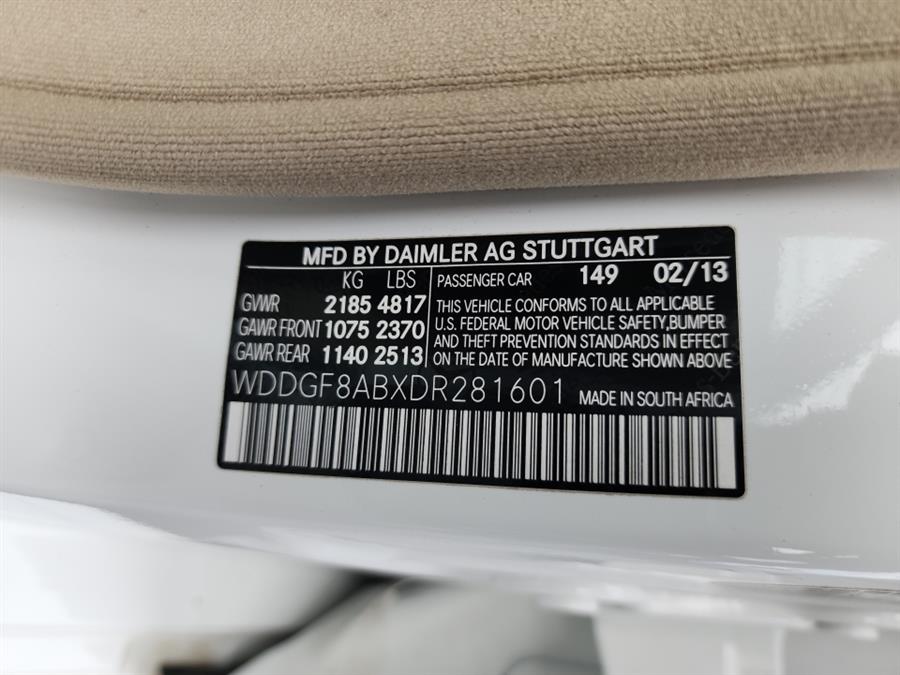 MFD BY DAIMLER AG STUTTGART
KG LBS
GVWR 2185 4817
GAWR FRONT 1075 2370
GAWR REAR 1140 2513
PASSENGER CAR 149 02/13
THIS VEHICLE CONFORMS TO ALL APPLICABLE
U.S. FEDERAL MOTOR VEHICLE SAFETY,BUMPER
AND THEFT PREVENTION STANDARDS IN EFFECT
ON THE DATE OF MANUFACTURE SHOWN ABOVE
WDDGF8ABXDR281601 MADE IN SOUTH AFRICA